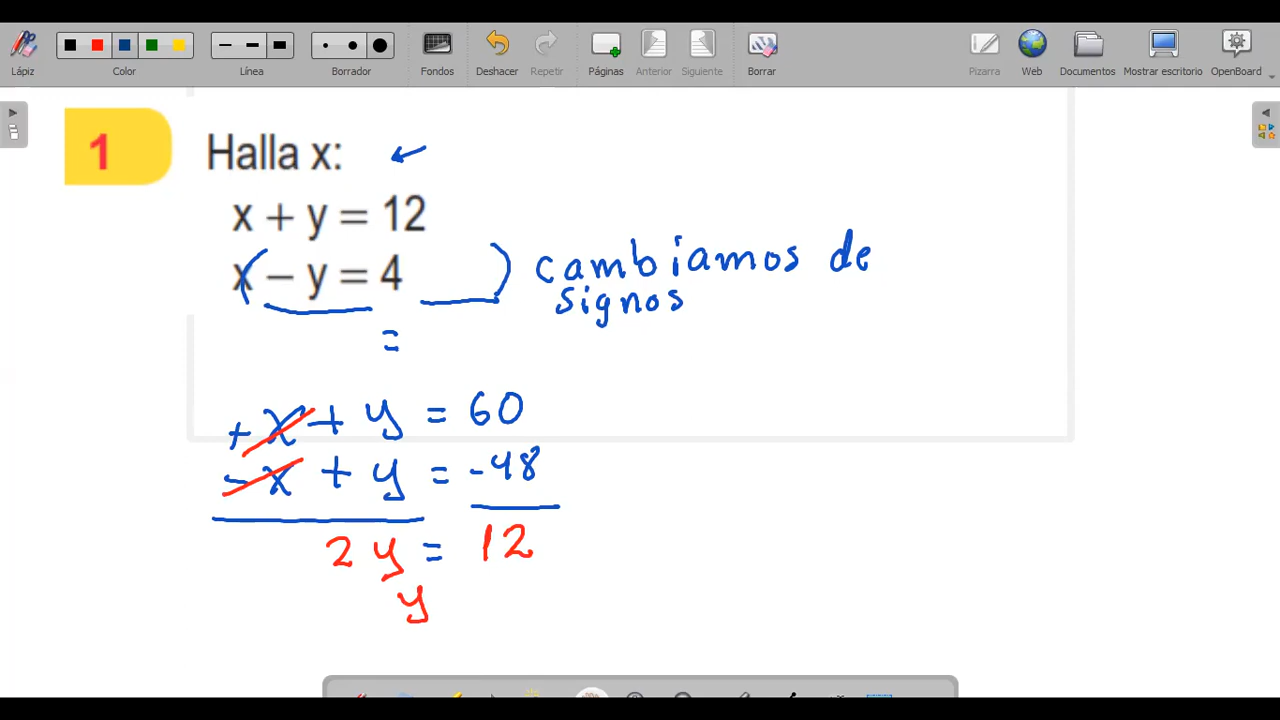 Lápiz
Color
Línea
Borrador
Fondos
Deshacer
Repetir
Páginas
Anterior
Siguiente
Borrar
Pizarra
Web
Documentos
Mostrar escritorio
OpenBoard
1
Halla x:
x + y = 12
x − y = 4
cambiamos de
signos
=
+x + y = 60
-x + y = -48
2y = 12
y